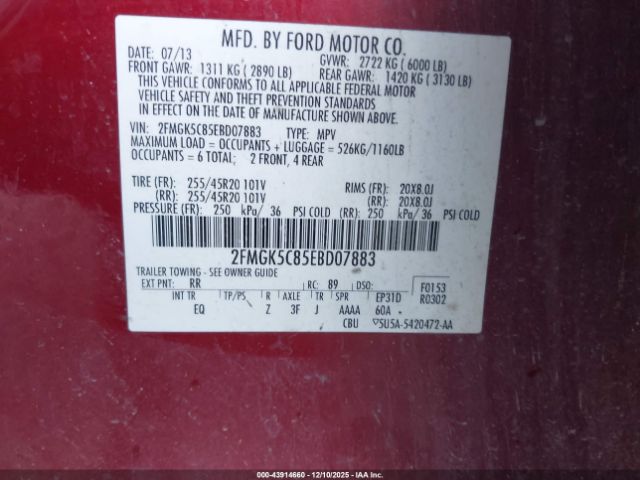 MFD. BY FORD MOTOR CO.
DATE: 07/13 GVWR: 2722 KG (6000 LB)
FRONT GAWR: 1311 KG (2890 LB) REAR GAWR: 1420 KG (3130 LB)
THIS VEHICLE CONFORMS TO ALL APPLICABLE FEDERAL MOTOR
VEHICLE SAFETY AND THEFT PREVENTION STANDARDS
IN EFFECT ON THE DATE OF MANUFACTURE SHOWN ABOVE.
VIN: 2FMGK5C85EBD07883 TYPE: MPV
MAXIMUM LOAD = OCCUPANTS + LUGGAGE = 526KG/1160LB
OCCUPANTS = 6 TOTAL; 2 FRONT, 4 REAR
TIRE (FR): 255/45R20 101V RIMS (FR): 20X8.0J
(RR): 255/45R20 101V (RR): 20X8.0J
PRESSURE (FR): 250 kPa/ 36 PSI COLD (RR): 250 kPa/ 36 PSI COLD
2FMGK5C85EBD07883
TRAILER TOWING - SEE OWNER GUIDE
EXT PNT: RR RC: 89 DSO: F0153
INT TR TP/PS R AXLE TR SPR EP31D R0302
EQ Z 3F J AAAA 60A
CBU 5U5A-5420472-AA
000-43914660 - 12/10/2025 - IAA, Inc.